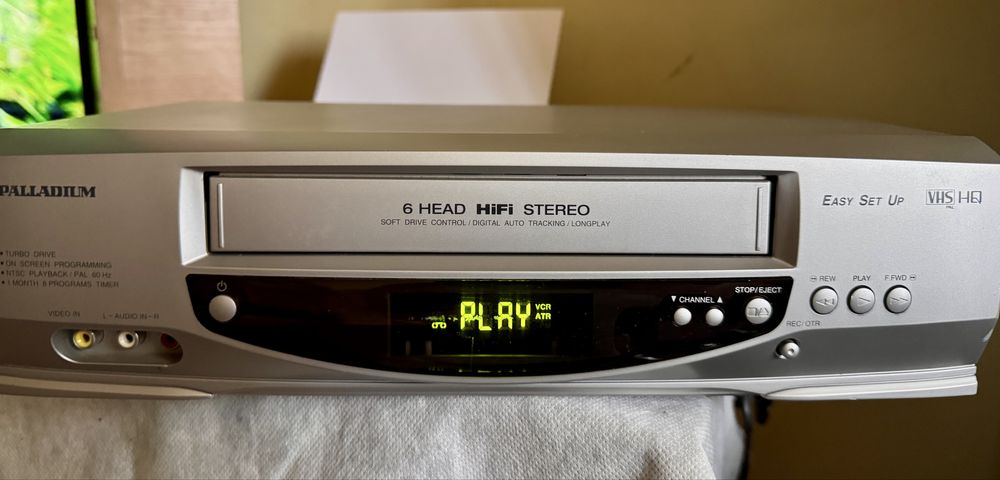 PALLADIUM
6 HEAD HiFi STEREO
SOFT DRIVE CONTROL / DIGITAL AUTO TRACKING / LONGPLAY
EASY SET UP
VHS HQ
PAL
• TURBO DRIVE
• ON SCREEN PROGRAMMING
• NTSC PLAYBACK / PAL 60 Hz
• 1 MONTH 8 PROGRAMS TIMER
VIDEO IN L – AUDIO IN – R
PLAY
VCR
ATR
▼ CHANNEL ▲
STOP/EJECT
REW PLAY F.FWD
REC/OTR